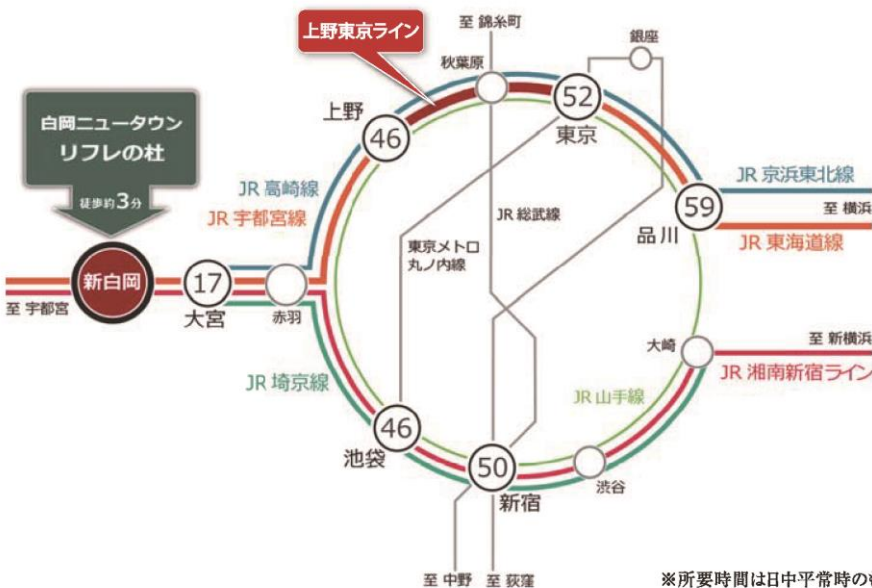 上野東京ライン
至 錦糸町
銀座
秋葉原
白岡ニュータウン
リフレの杜
徒歩約3分
上野
46
52
東京
JR 高崎線
JR 宇都宮線
JR 京浜東北線
至 横浜
59
品川
JR 東海道線
東京メトロ
丸ノ内線
JR 総武線
新白岡
17
至 宇都宮
大宮
赤羽
大崎
至 新横浜
JR 湘南新宿ライン
JR 埼京線
JR 山手線
46
池袋
50
新宿
渋谷
至 中野
至 荻窪
※所要時間は日中平常時の